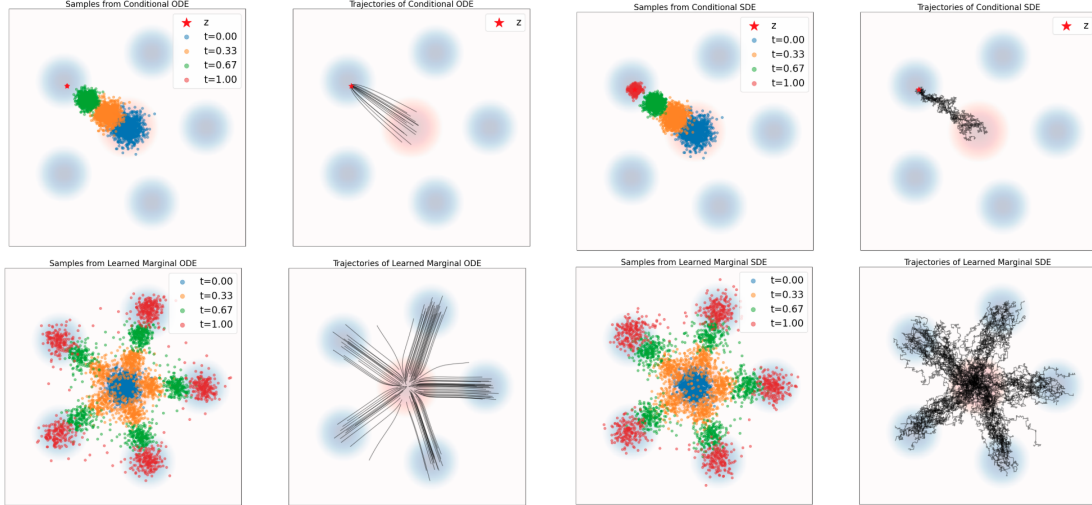 Samples from Conditional ODE
z
t=0.00
t=0.33
t=0.67
t=1.00
Trajectories of Conditional ODE
z
Samples from Conditional SDE
z
t=0.00
t=0.33
t=0.67
t=1.00
Trajectories of Conditional SDE
z
Samples from Learned Marginal ODE
t=0.00
t=0.33
t=0.67
t=1.00
Trajectories of Learned Marginal ODE
Samples from Learned Marginal SDE
t=0.00
t=0.33
t=0.67
t=1.00
Trajectories of Learned Marginal SDE